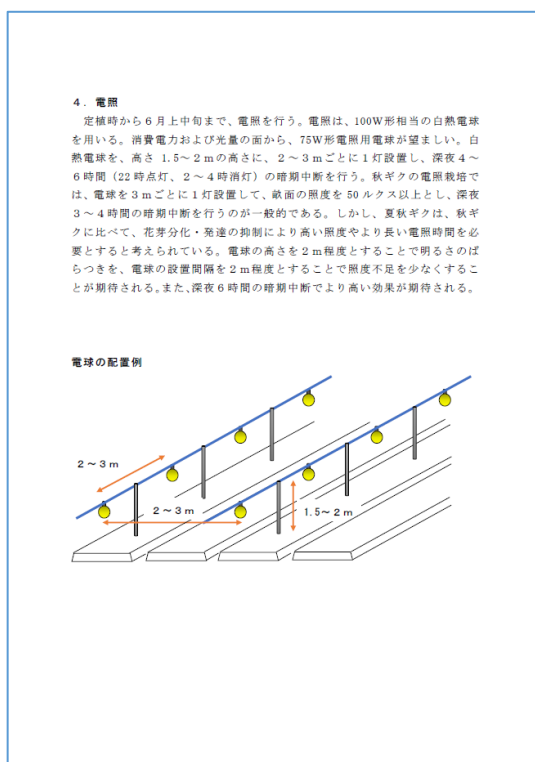 ４．電照
定植時から６月上中旬まで、電照を行う。電照は、100W形相当の白熱電球
を用いる。消費電力および光量の面から、75W形電照用電球が望ましい。白
熱電球を、高さ 1.5～２ｍの高さに、２～３ｍごとに１灯設置し、深夜４～
６時間（22 時点灯、２～４時消灯）の暗期中断を行う。秋ギクの電照栽培で
は、電球を３ｍごとに１灯設置して、畝面の照度を 50 ルクス以上とし、深夜
３～４時間の暗期中断を行うのが一般的である。しかし、夏秋ギクは、秋ギ
クに比べて、花芽分化・発達の抑制により高い照度やより長い電照時間を必
要とすると考えられている。電球の高さを２ｍ程度とすることで明るさのば
らつきを、電球の設置間隔を２ｍ程度とすることで照度不足を少なくするこ
とが期待される。また、深夜６時間の暗期中断でより高い効果が期待される。
電球の配置例
２～３ｍ
２～３ｍ
1.5～２ｍ